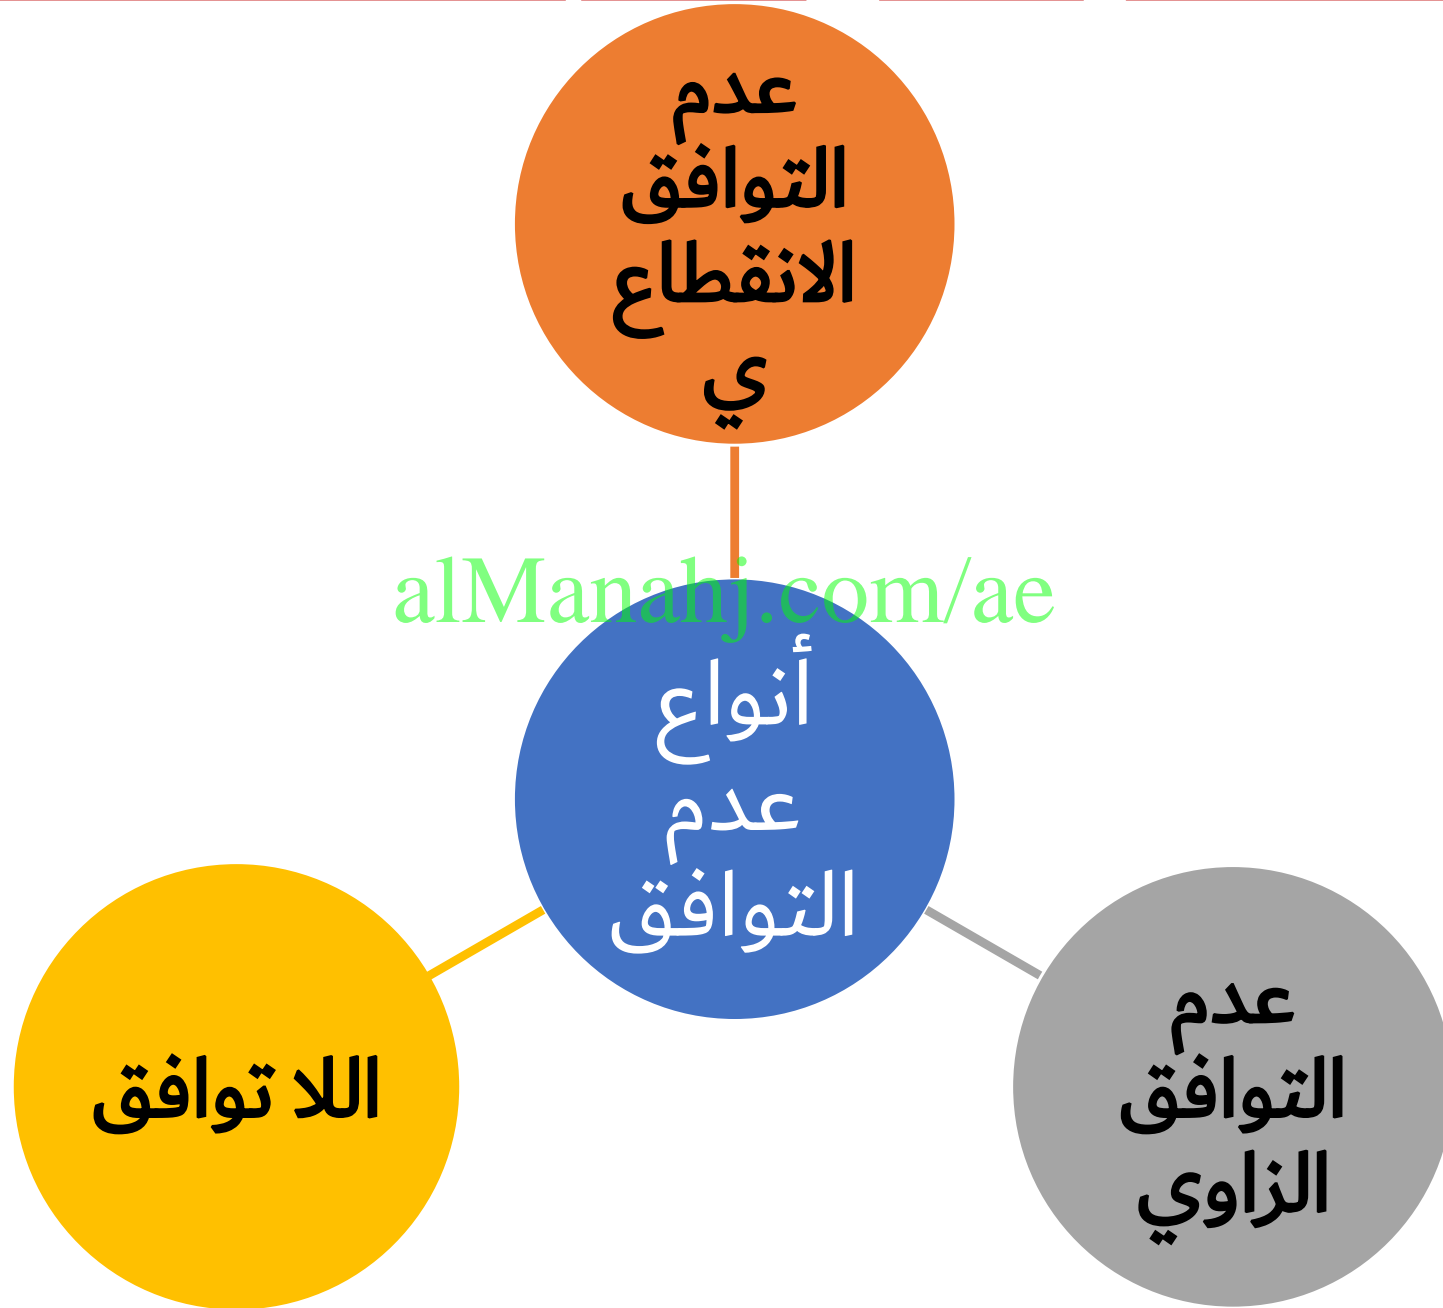 عدم
التوافق
الانقطاع
ي
alManahj.com/ae
أنواع
عدم
التوافق
عدم
التوافق
الزاوي
اللا توافق